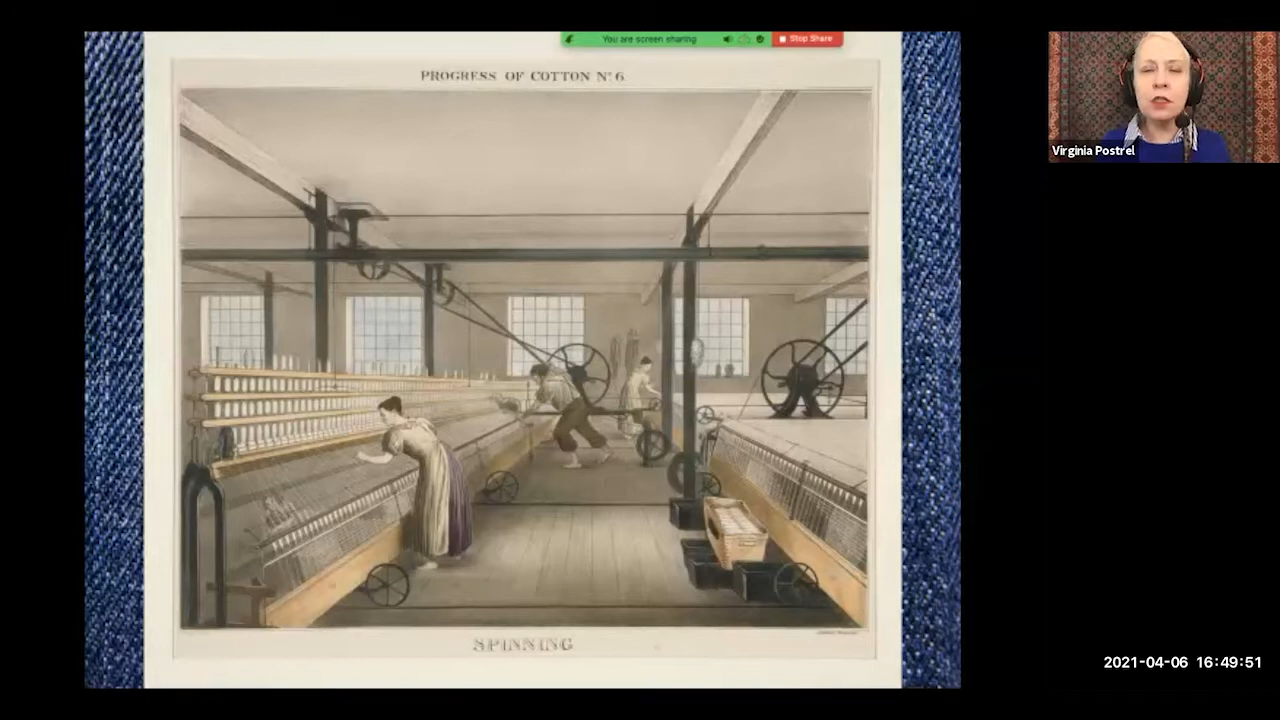 You are screen sharing
Stop Share
PROGRESS OF COTTON Nº 6.
Virginia Postrel
SPINNING
2021-04-06 16:49:51